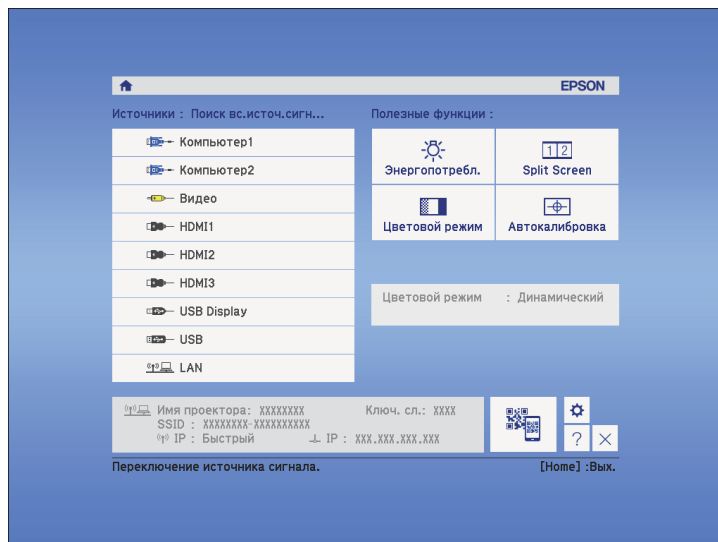 EPSON
Источники : Поиск вс.источ.сигн...
Компьютер1
Компьютер2
Видео
HDMI1
HDMI2
HDMI3
USB Display
USB
LAN
Полезные функции :
Энергопотребл.
1 2
Split Screen
Цветовой режим
Автокалибровка
Цветовой режим : Динамический
Имя проектора: XXXXXXXX Ключ. сл.: XXXX
SSID : XXXXXXXX-XXXXXXXXXX
IP : Быстрый IP : XXX.XXX.XXX.XXX
?
Переключение источника сигнала. [Home] :Вых.